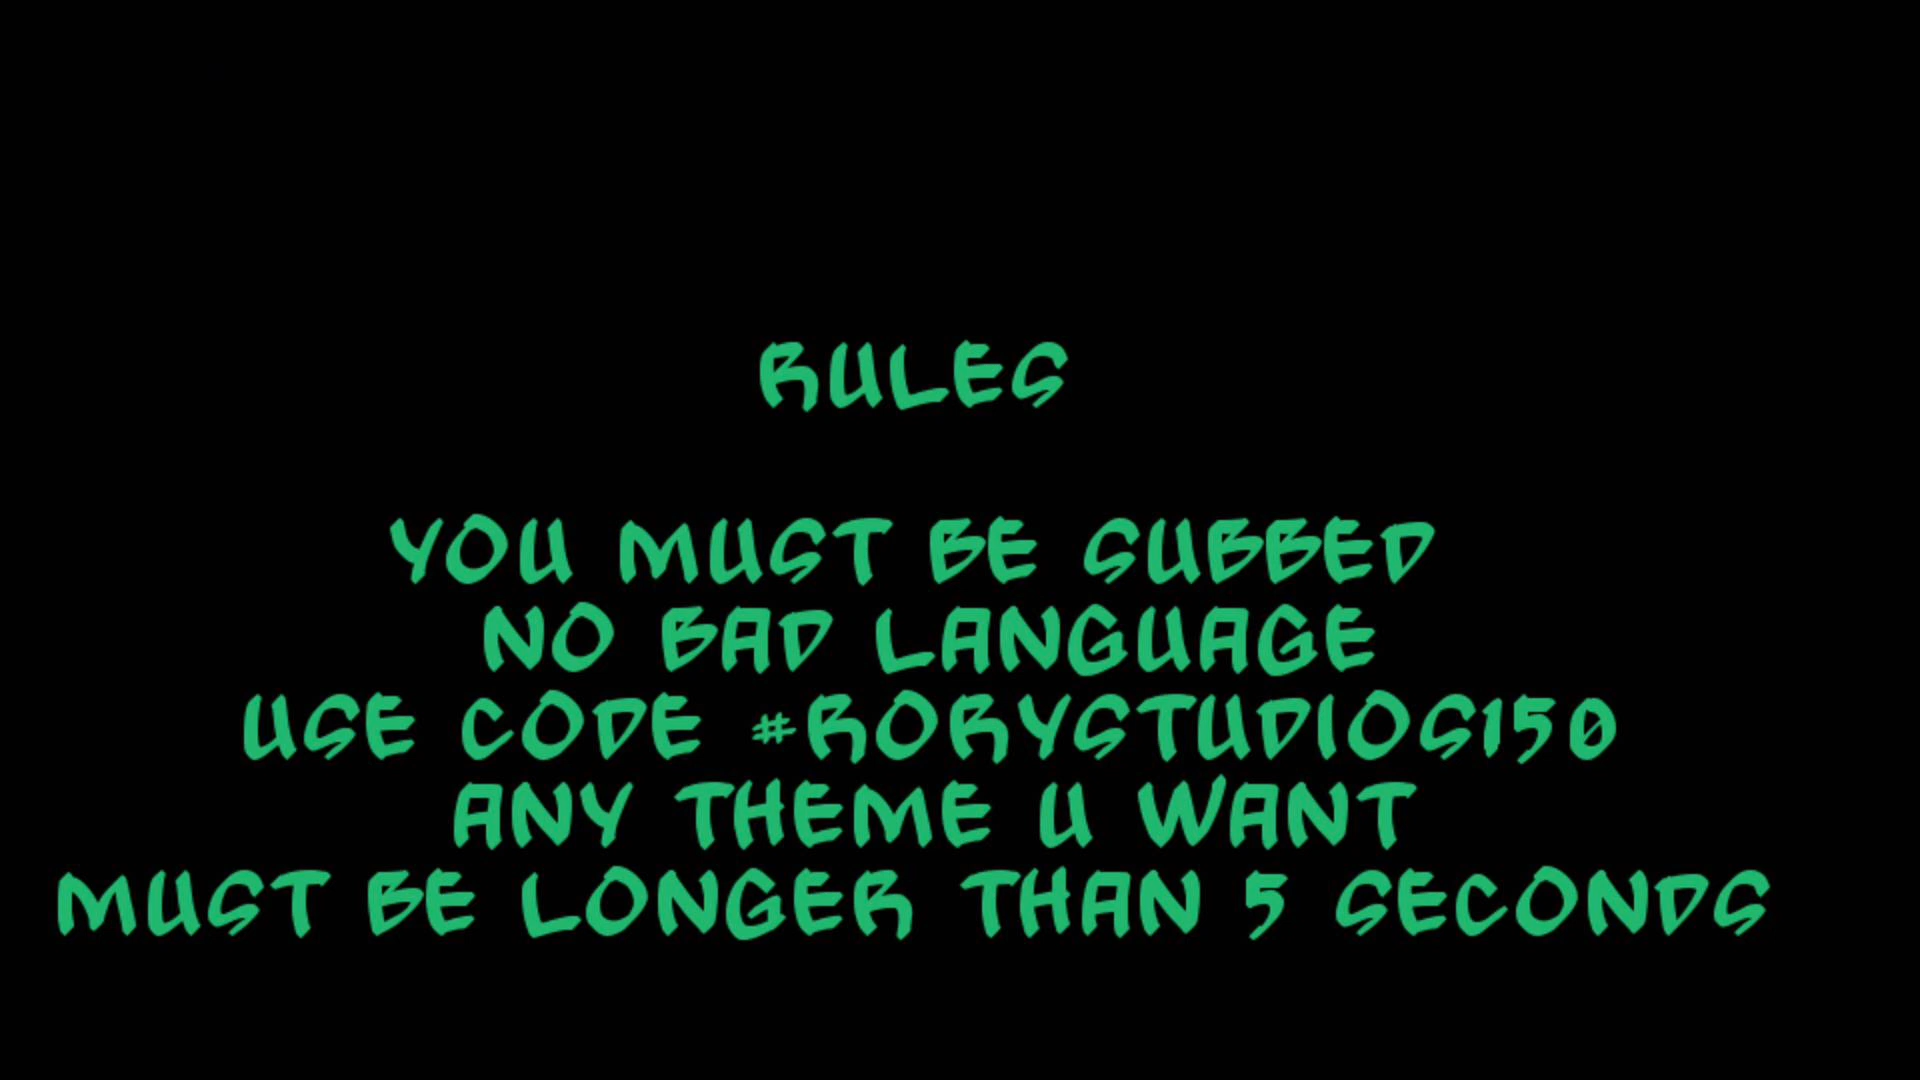 RULES
YOU MUST BE SUBBED
NO BAD LANGUAGE
USE CODE #RORYSTUDIOS150
ANY THEME U WANT
MUST BE LONGER THAN 5 SECONDS